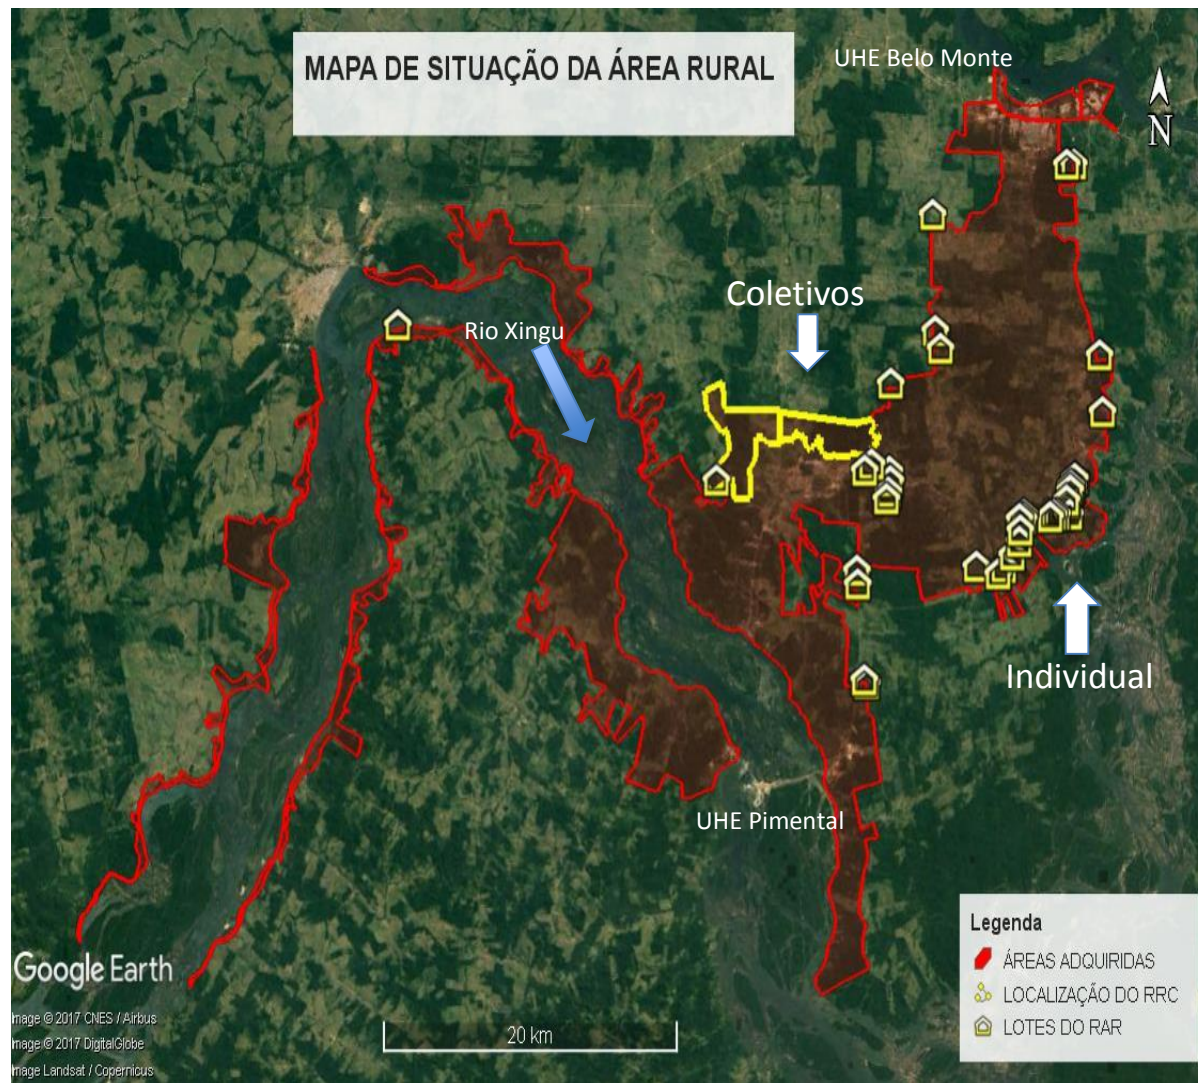 MAPA DE SITUAÇÃO DA ÁREA RURAL
UHE Belo Monte
N
Coletivos
Rio Xingu
Individual
UHE Pimental
Legenda
ÁREAS ADQUIRIDAS
LOCALIZAÇÃO DO RRC
LOTES DO RAR
Google Earth
Image © 2017 CNES / Airbus
Image © 2017 DigitalGlobe
Image Landsat / Copernicus
20 km